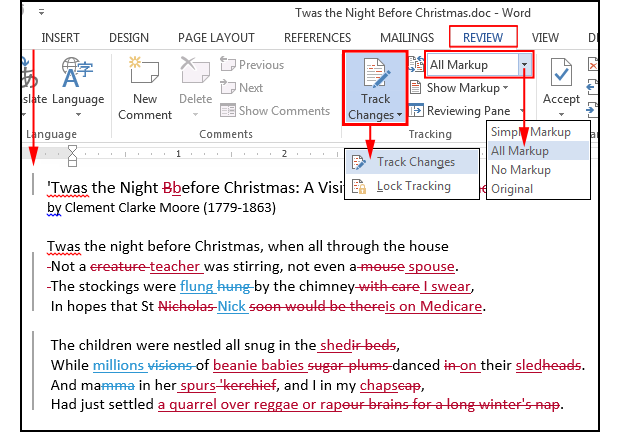 Twas the Night Before Christmas.doc - Word
INSERT DESIGN PAGE LAYOUT REFERENCES MAILINGS REVIEW VIEW D
late Language
Language
New Comment
Previous
Next
Show Comments
Comments
Track Changes
All Markup
Show Markup
Reviewing Pane
Tracking
Accept
Simple Markup
All Markup
No Markup
Original
Track Changes
Lock Tracking
1 2
'Twas the Night Bbefore Christmas: A Visi
by Clement Clarke Moore (1779-1863)
Twas the night before Christmas, when all through the house
-Not a creature teacher was stirring, not even a mouse spouse.
-The stockings were flung hung by the chimney with care I swear,
In hopes that St Nicholas Nick soon would be thereis on Medicare.
The children were nestled all snug in the shedir beds,
While millions visions of beanie babies sugar plums danced in on their sledheads.
And mamma in her spurs 'kerchief, and I in my chapscap,
Had just settled a quarrel over reggae or rapour brains for a long winter's nap.